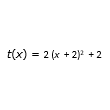 t(x) = 2 (x + 2)² + 2